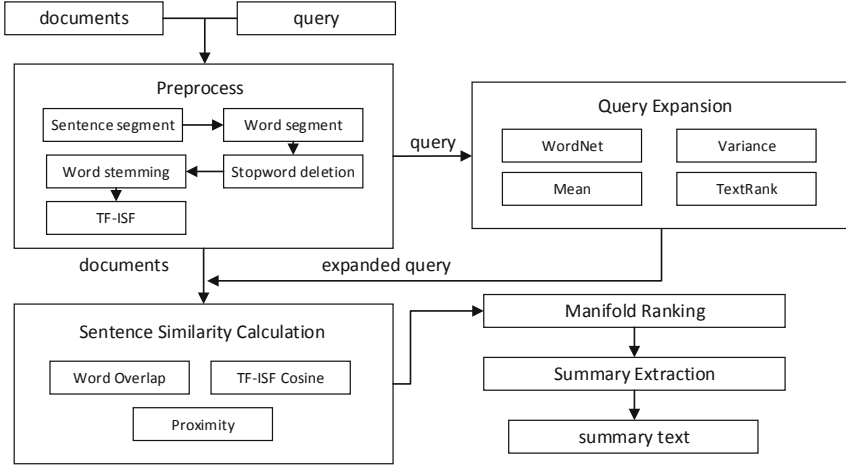 documents
query
Preprocess
Sentence segment
Word segment
Word stemming
Stopword deletion
TF-ISF
query
Query Expansion
WordNet
Variance
Mean
TextRank
documents
expanded query
Sentence Similarity Calculation
Word Overlap
TF-ISF Cosine
Proximity
Manifold Ranking
Summary Extraction
summary text